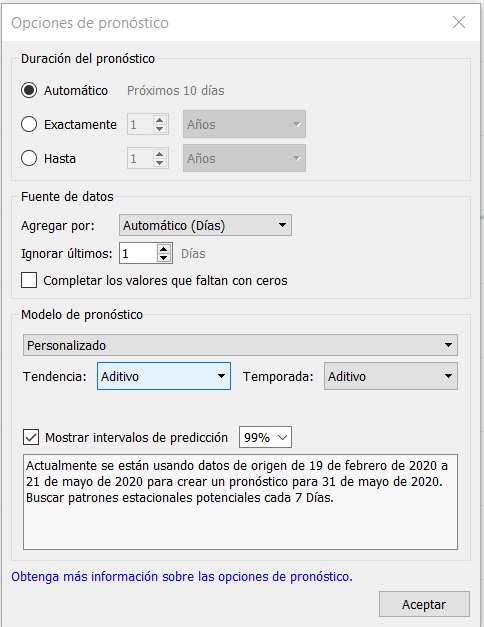 Opciones de pronóstico
Duración del pronóstico
Automático Próximos 10 días
Exactamente 1 Años
Hasta 1 Años
Fuente de datos
Agregar por: Automático (Días)
Ignorar últimos: 1 Días
Completar los valores que faltan con ceros
Modelo de pronóstico
Personalizado
Tendencia: Aditivo Temporada: Aditivo
Mostrar intervalos de predicción 99%
Actualmente se están usando datos de origen de 19 de febrero de 2020 a
21 de mayo de 2020 para crear un pronóstico para 31 de mayo de 2020.
Buscar patrones estacionales potenciales cada 7 Días.
Obtenga más información sobre las opciones de pronóstico.
Aceptar